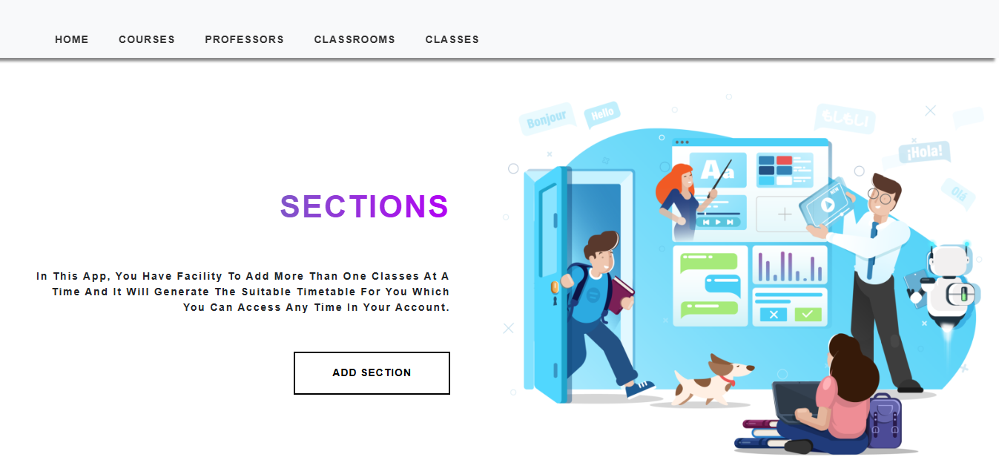 HOME COURSES PROFESSORS CLASSROOMS CLASSES
Bonjour
Hello
もしもし!
¡Hola!
Olá
Aa
NEW
SECTIONS
In This App, You Have Facility To Add More Than One Classes At A
Time And It Will Generate The Suitable Timetable For You Which
You Can Access Any Time In Your Account.
ADD SECTION